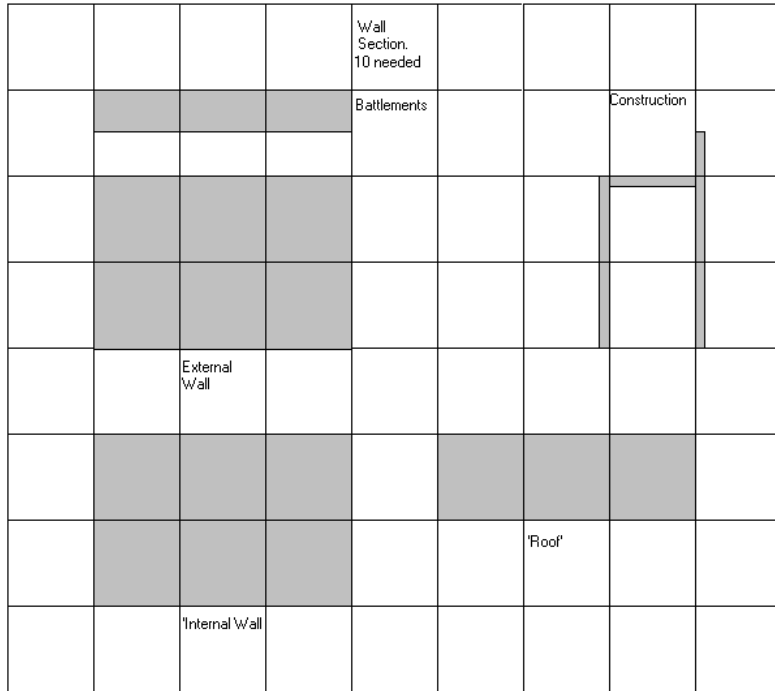 Wall
Section.
10 needed
Battlements
Construction
External
Wall
'Roof'
'Internal Wall